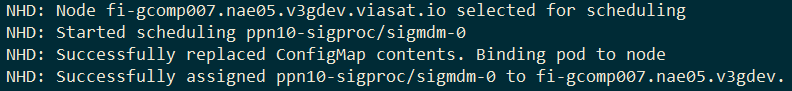 NHD: Node fi-gcomp007.nae05.v3gdev.viasat.io selected for scheduling
NHD: Started scheduling ppn10-sigproc/sigmdm-0
NHD: Successfully replaced ConfigMap contents. Binding pod to node
NHD: Successfully assigned ppn10-sigproc/sigmdm-0 to fi-gcomp007.nae05.v3gdev.